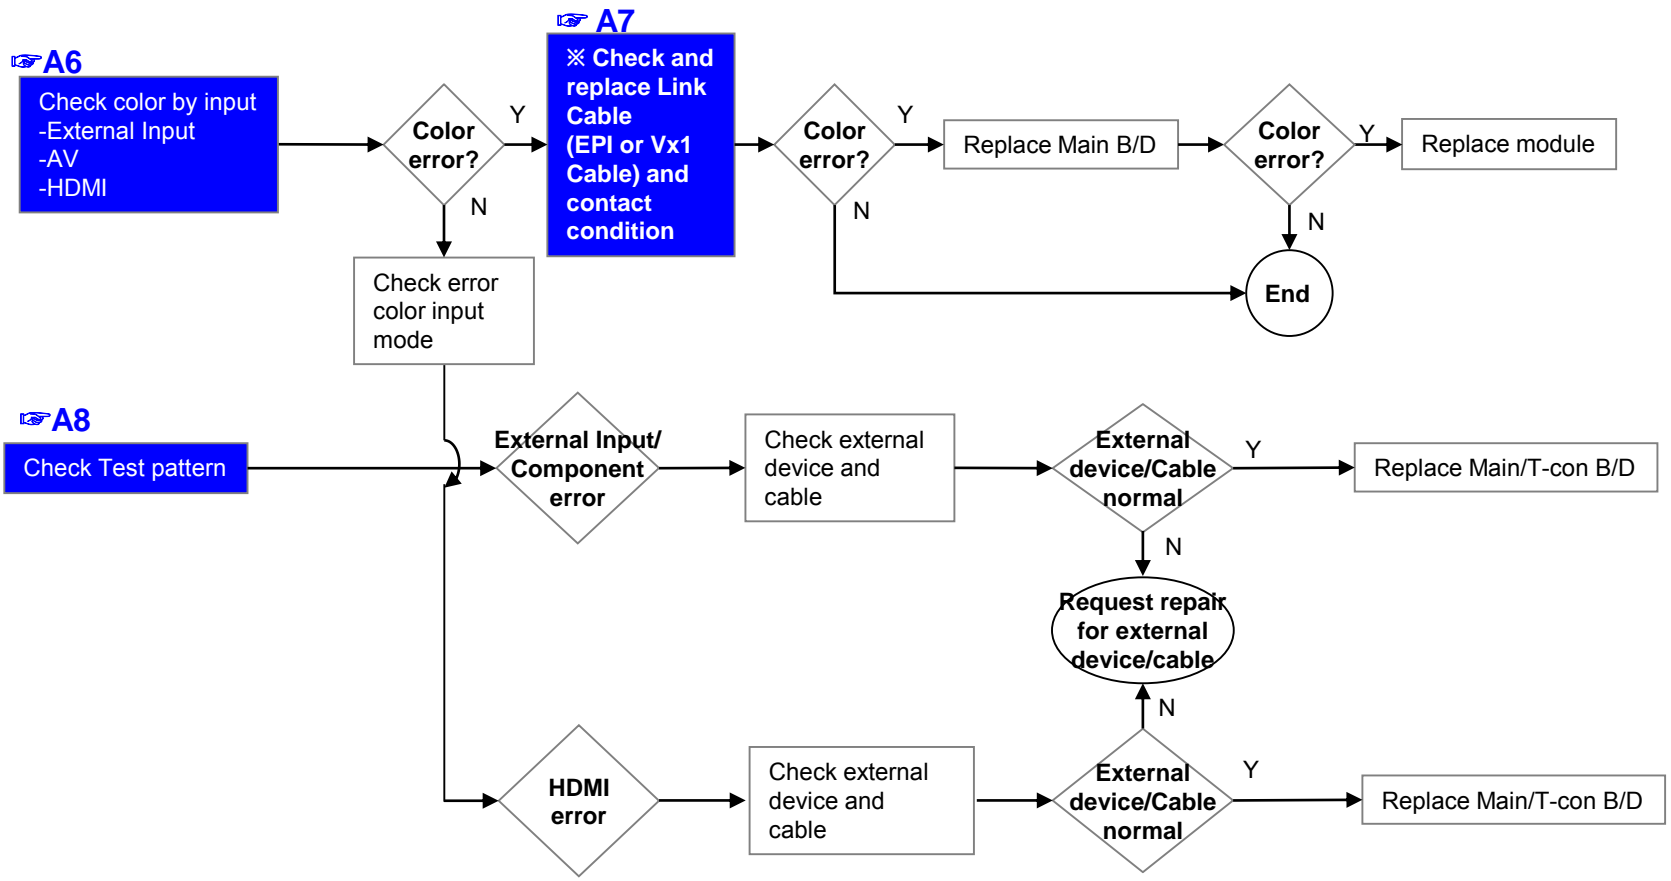 ☞A6
Check color by input
-External Input
-AV
-HDMI
Color
error?
Y
N
☞ A7
※ Check and
replace Link
Cable
(EPI or Vx1
Cable) and
contact
condition
Color
error?
Y
N
Replace Main B/D
Color
error?
Y
N
Replace module
End
Check error
color input
mode
☞A8
Check Test pattern
External Input/
Component
error
Check external
device and
cable
External
device/Cable
normal
Y
N
Replace Main/T-con B/D
Request repair
for external
device/cable
HDMI
error
Check external
device and
cable
N
External
device/Cable
normal
Y
Replace Main/T-con B/D